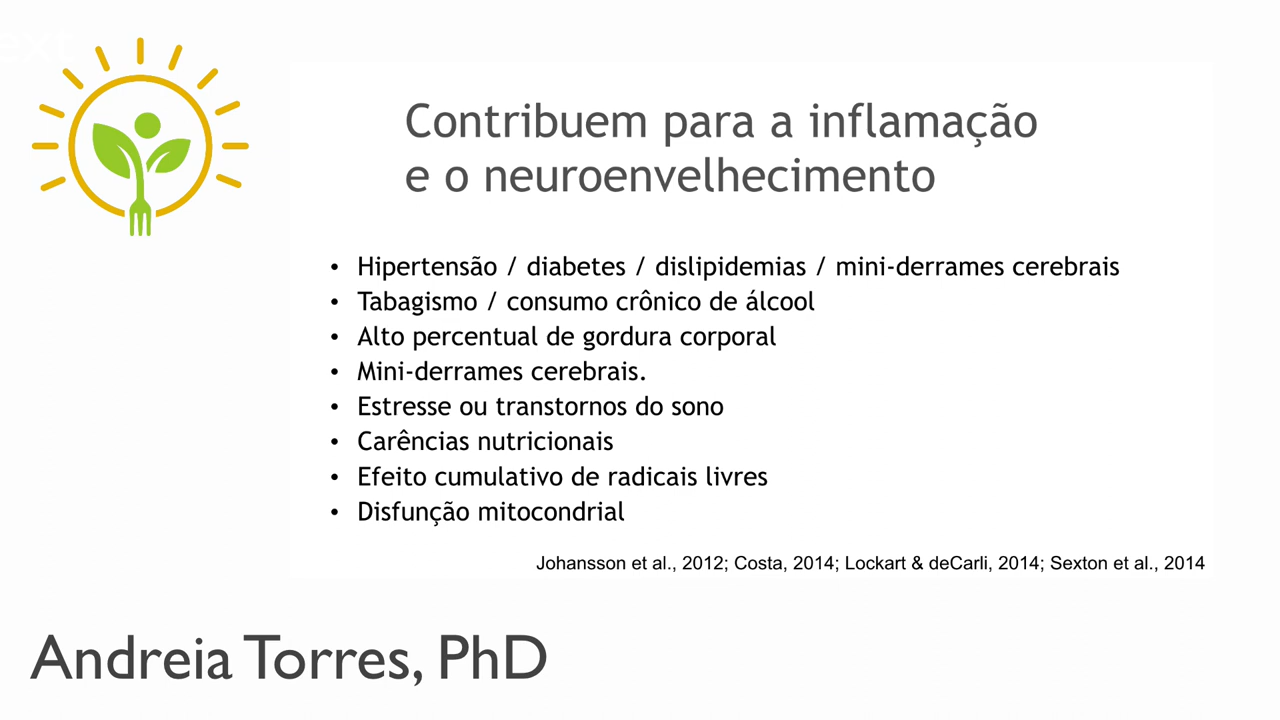 Contribuem para a inflamação
e o neuroenvelhecimento
• Hipertensão / diabetes / dislipidemias / mini-derrames cerebrais
• Tabagismo / consumo crônico de álcool
• Alto percentual de gordura corporal
• Mini-derrames cerebrais.
• Estresse ou transtornos do sono
• Carências nutricionais
• Efeito cumulativo de radicais livres
• Disfunção mitocondrial
Johansson et al., 2012; Costa, 2014; Lockart & deCarli, 2014; Sexton et al., 2014
Andreia Torres, PhD